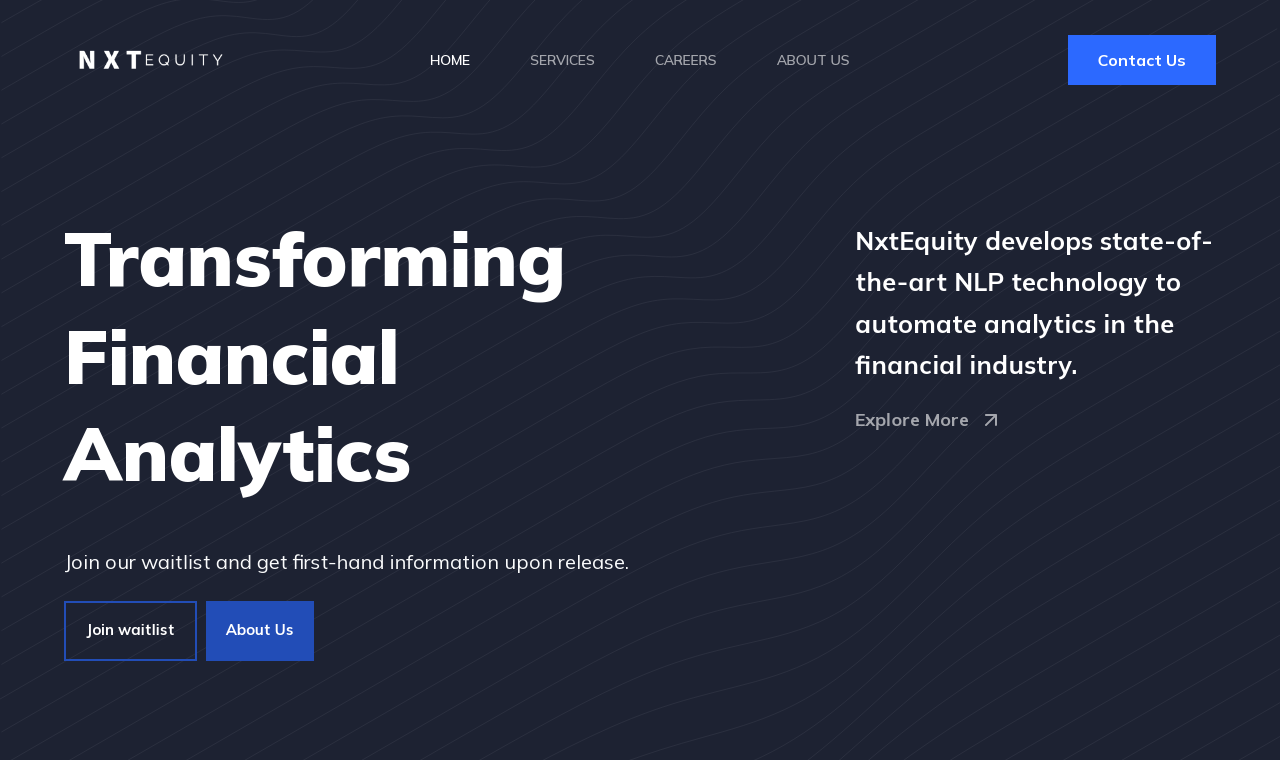 NXTEQUITY
HOME
SERVICES
CAREERS
ABOUT US
Contact Us
Transforming
Financial
Analytics
NxtEquity develops state-of-
the-art NLP technology to
automate analytics in the
financial industry.
Explore More
Join our waitlist and get first-hand information upon release.
Join waitlist
About Us